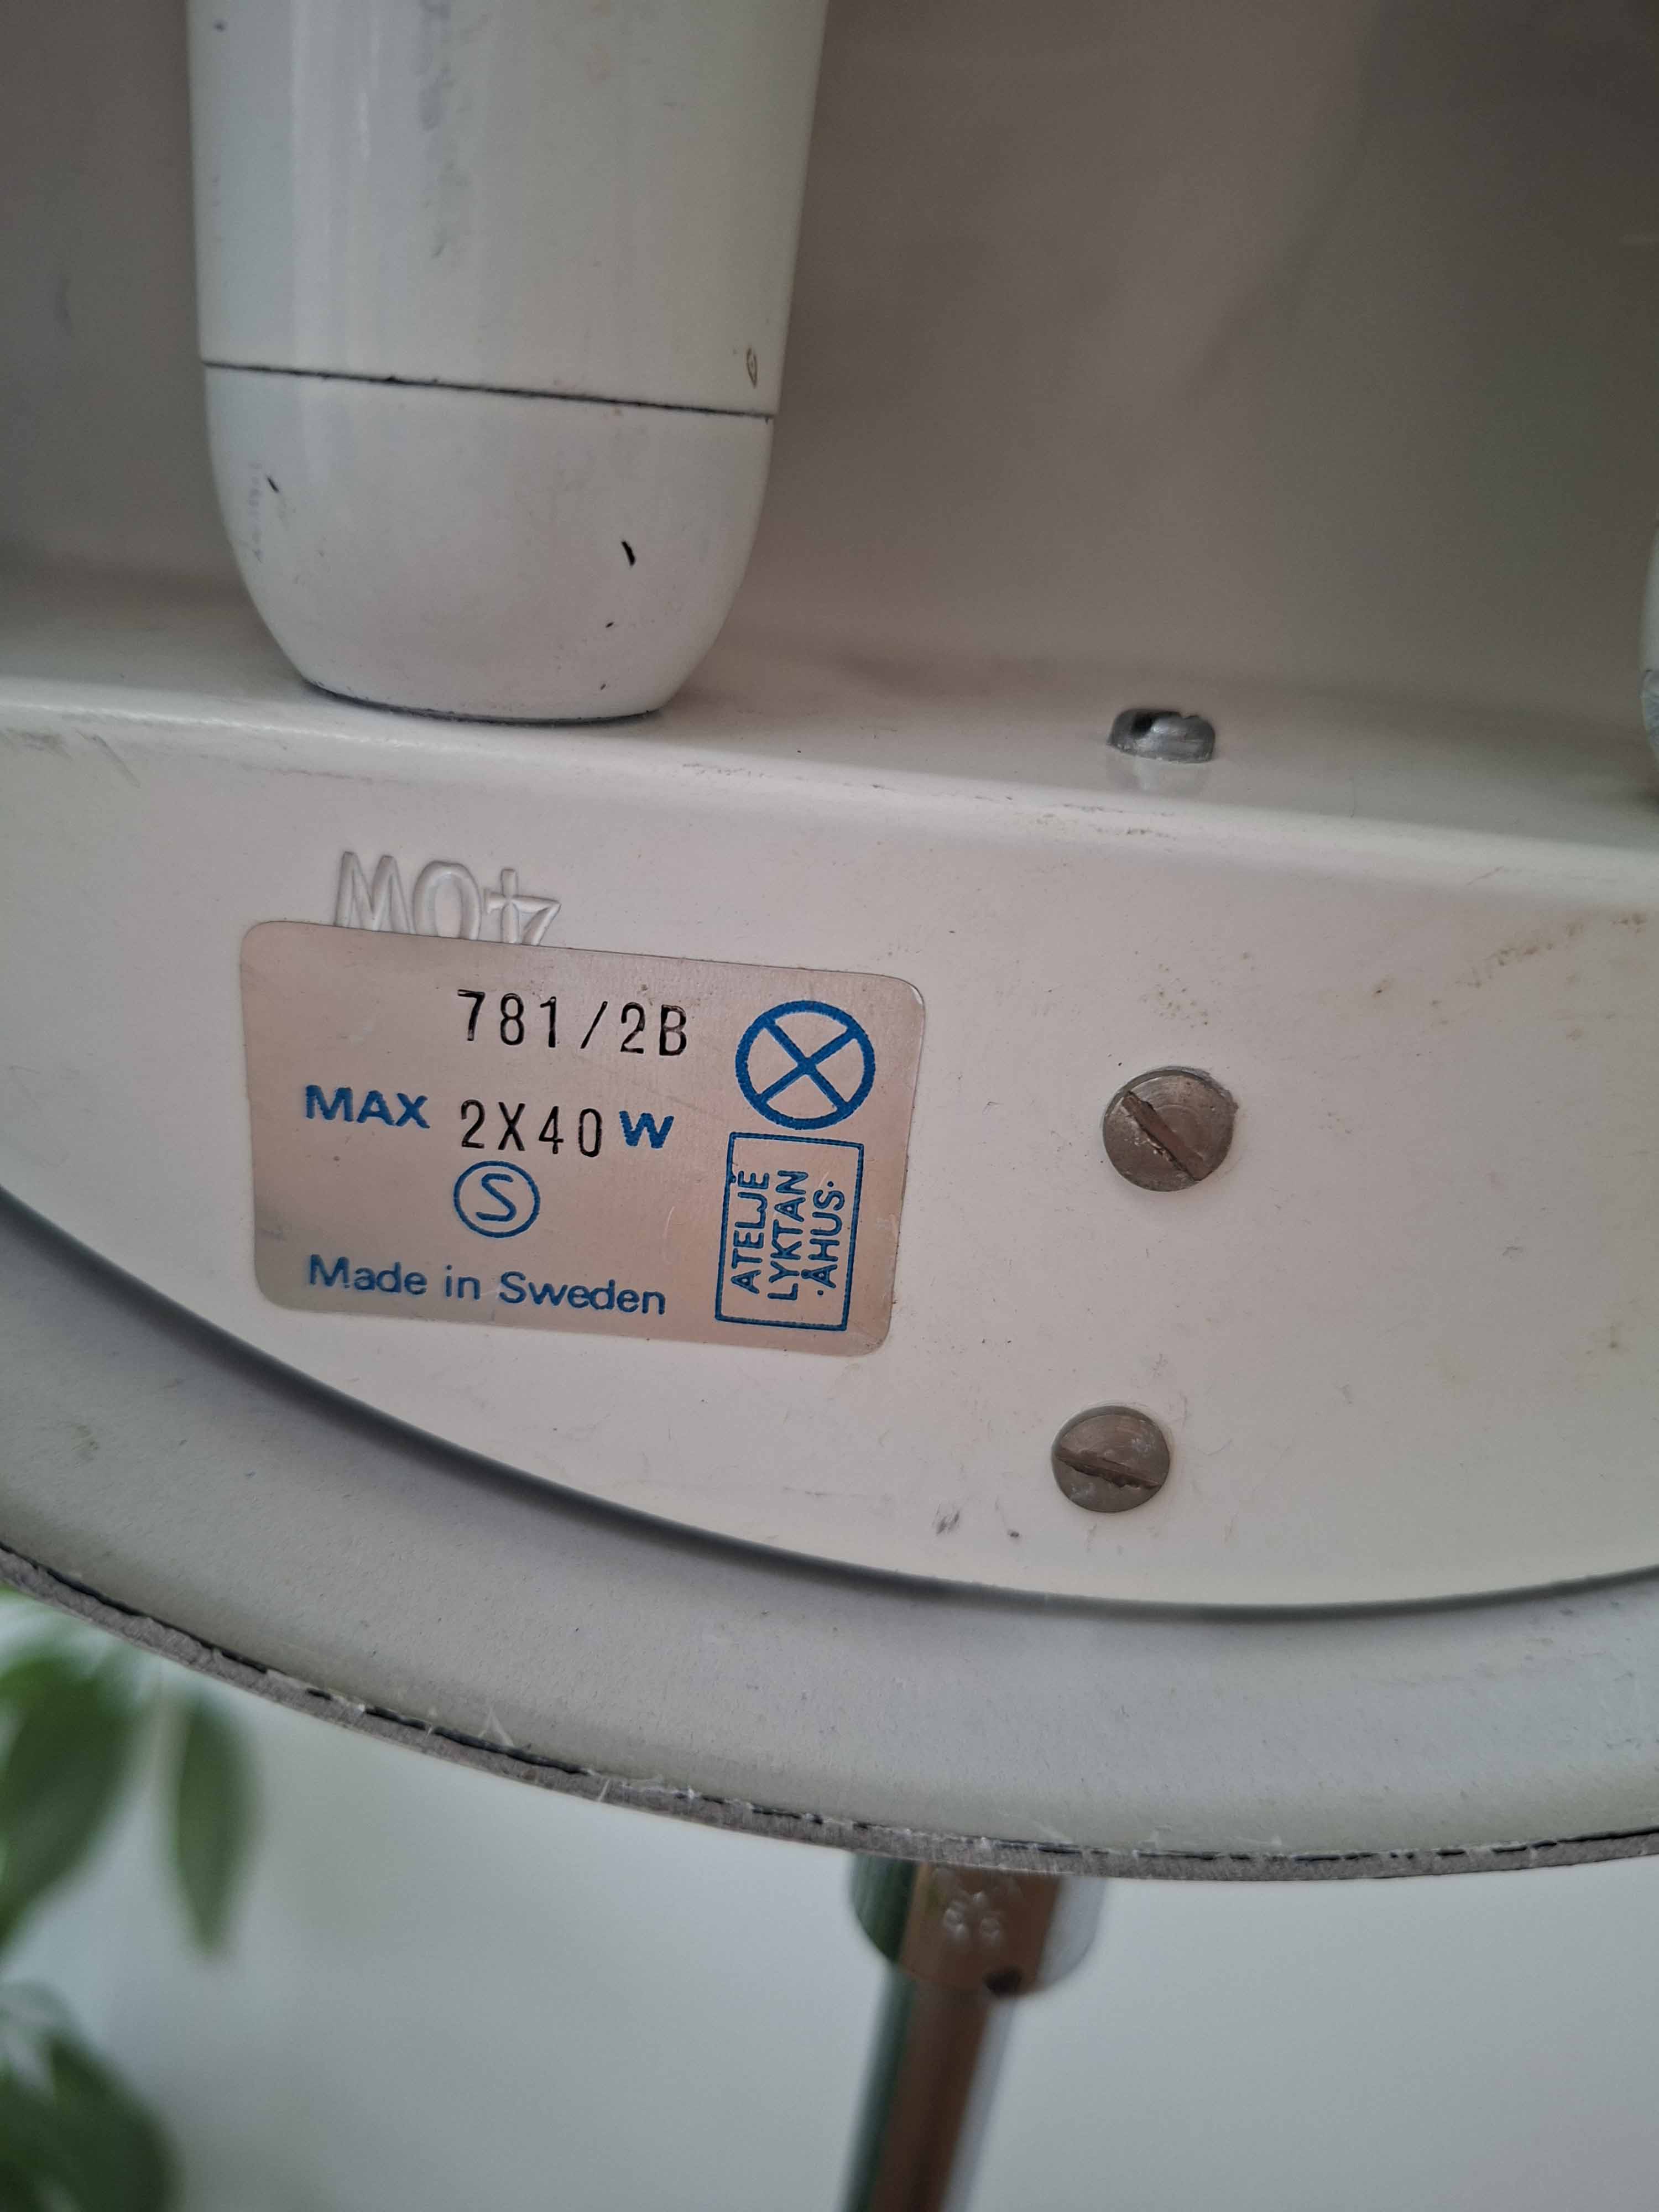 40W
781/2B
MAX 2X40 W
S
Made in Sweden
ATELJÉ
LYKTAN
·ÅHUS·